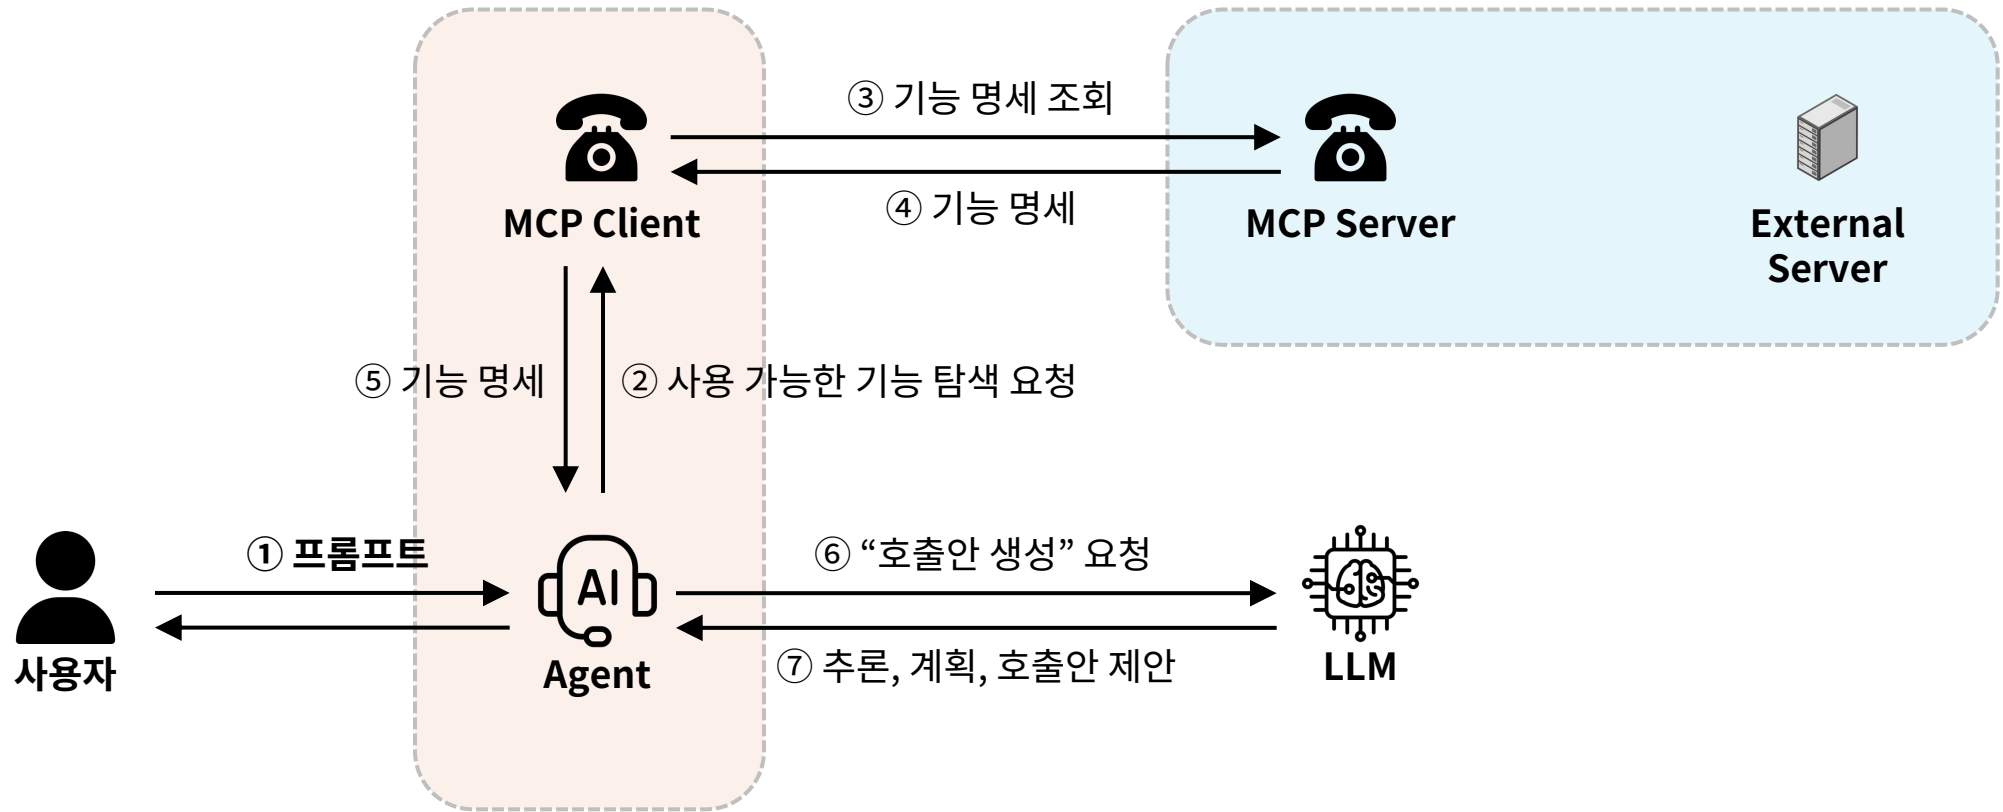 ③ 기능 명세 조회
④ 기능 명세
MCP Client
MCP Server
External
Server
⑤ 기능 명세
② 사용 가능한 기능 탐색 요청
① 프롬프트
⑥ “호출안 생성” 요청
AI
사용자
Agent
⑦ 추론, 계획, 호출안 제안
LLM